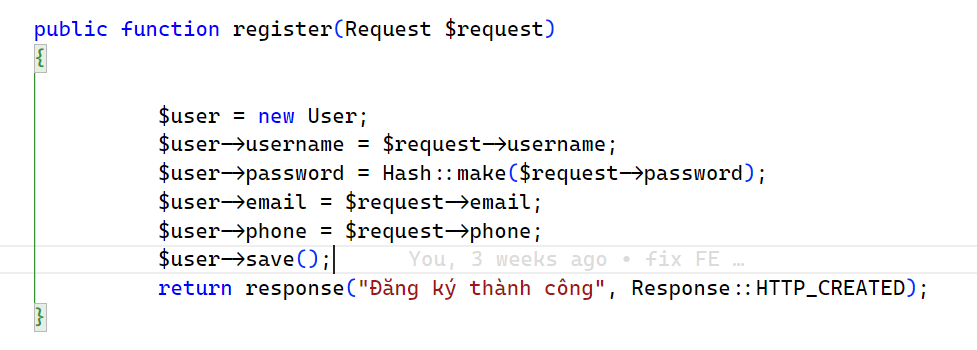 public function register(Request $request)
{
$user = new User;
$user->username = $request->username;
$user->password = Hash::make($request->password);
$user->email = $request->email;
$user->phone = $request->phone;
$user->save(); You, 3 weeks ago • fix FE …
return response("Đăng ký thành công", Response::HTTP_CREATED);
}